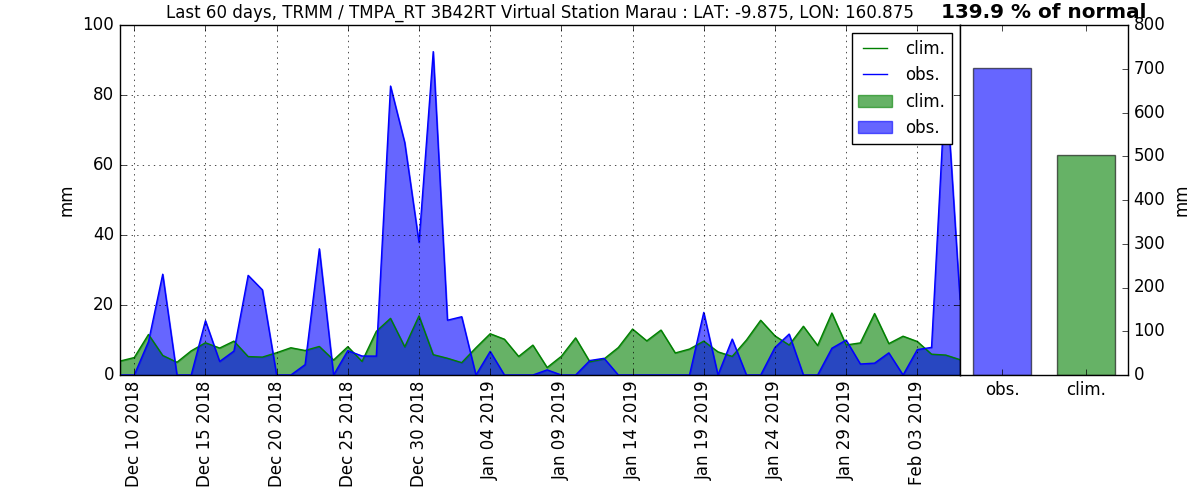 Last 60 days, TRMM / TMPA_RT 3B42RT Virtual Station Marau : LAT: -9.875, LON: 160.875
139.9 % of normal
100
80
60
40
20
0
mm
clim.
obs.
clim.
obs.
800
700
600
500
400
300
200
100
0
mm
Dec 10 2018
Dec 15 2018
Dec 20 2018
Dec 25 2018
Dec 30 2018
Jan 04 2019
Jan 09 2019
Jan 14 2019
Jan 19 2019
Jan 24 2019
Jan 29 2019
Feb 03 2019
obs.
clim.